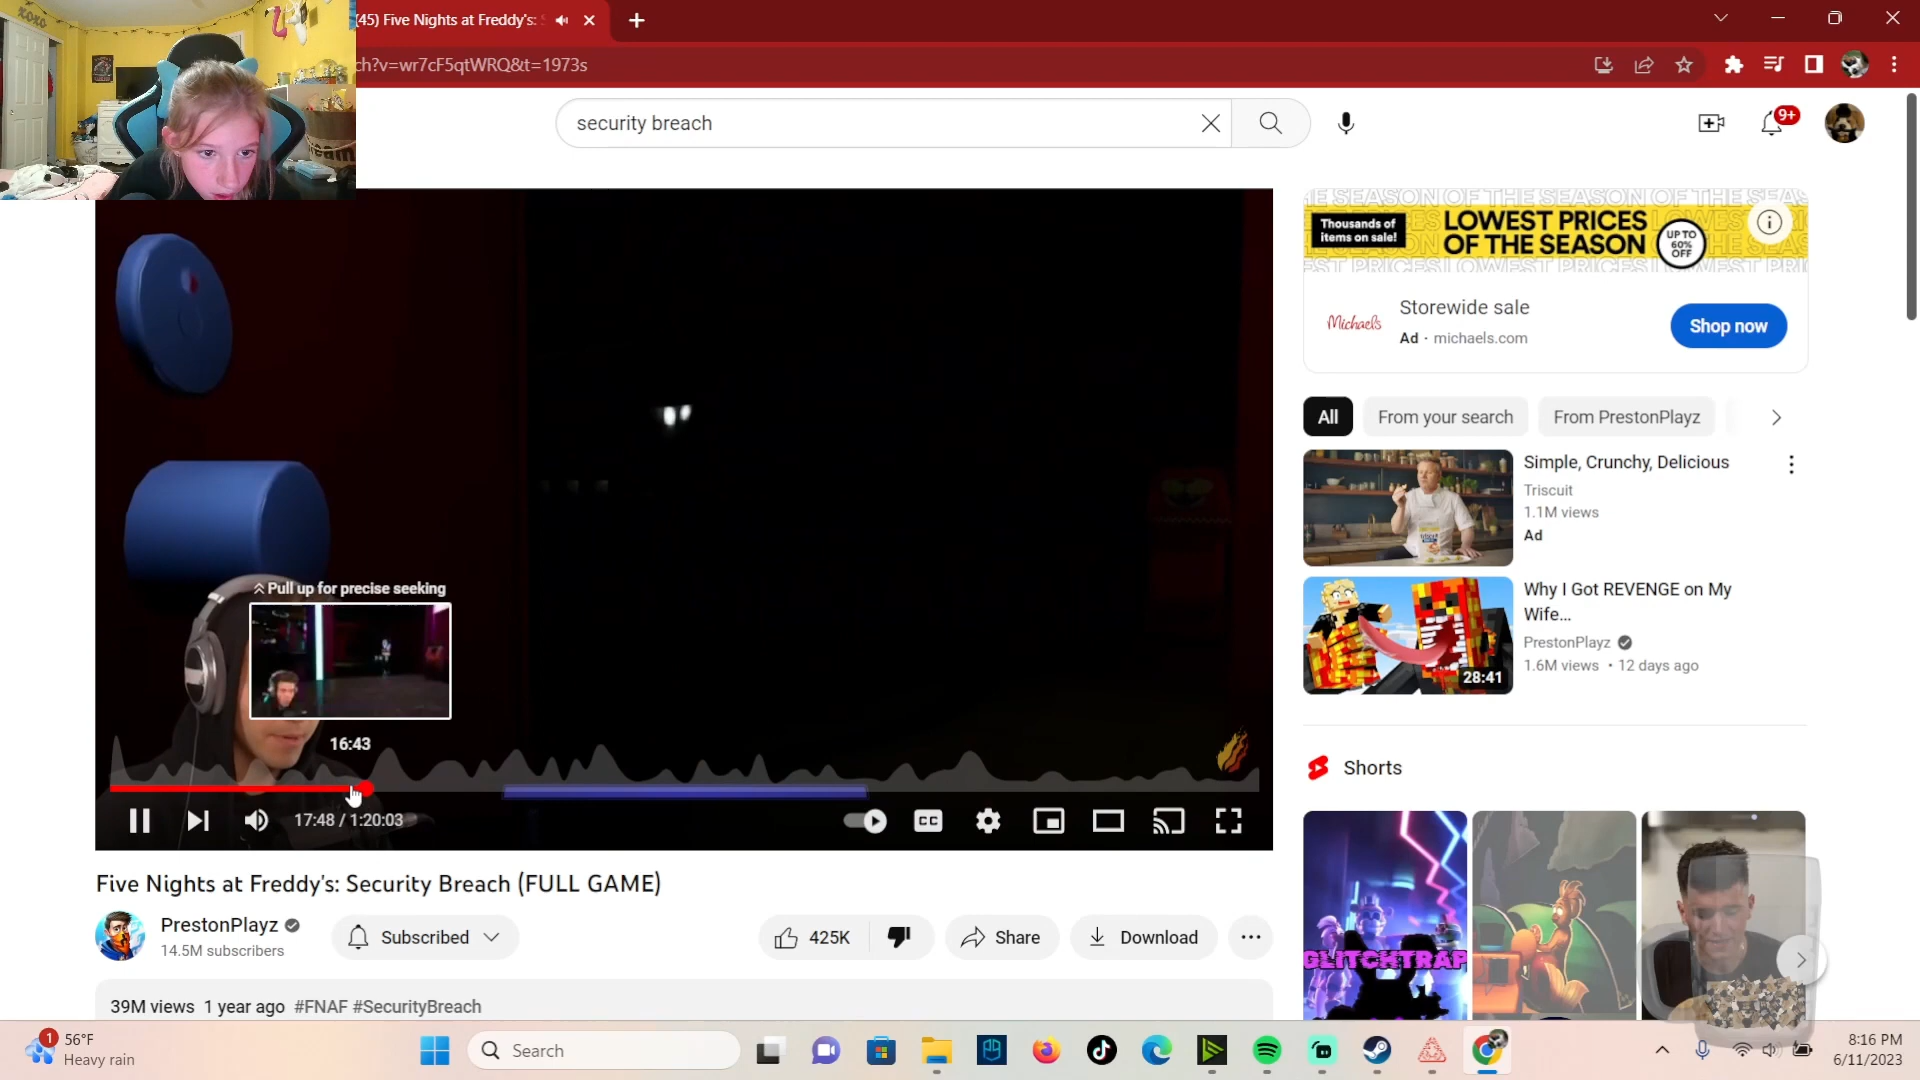 xoxo
(45) Five Nights at Freddy's: S
ch?v=wr7cF5qtWRQ&t=1973s
security breach
9+
Thousands of
items on sale!
LOWEST PRICES
OF THE SEASON
UP TO
60%
OFF
Michaels
Storewide sale
Ad · michaels.com
Shop now
All
From your search
From PrestonPlayz
Simple, Crunchy, Delicious
Triscuit
1.1M views
Ad
Why I Got REVENGE on My
Wife...
PrestonPlayz
1.6M views • 12 days ago
28:41
Pull up for precise seeking
16:43
17:48 / 1:20:03
CC
Five Nights at Freddy's: Security Breach (FULL GAME)
PrestonPlayz
14.5M subscribers
Subscribed
425K
Share
Download
39M views 1 year ago #FNAF #SecurityBreach
Shorts
GLITCHTRAP
1
56°F
Heavy rain
Search
8:16 PM
6/11/2023